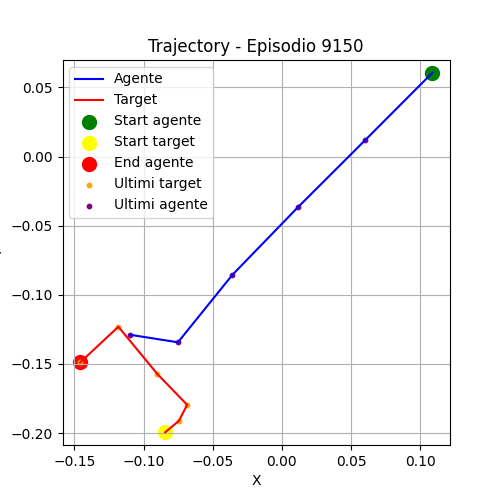 Trajectory - Episodio 9150
Agente
Target
Start agente
Start target
End agente
Ultimi target
Ultimi agente
0.05
0.00
−0.05
−0.10
−0.15
−0.20
−0.15
−0.10
−0.05
0.00
0.05
0.10
X